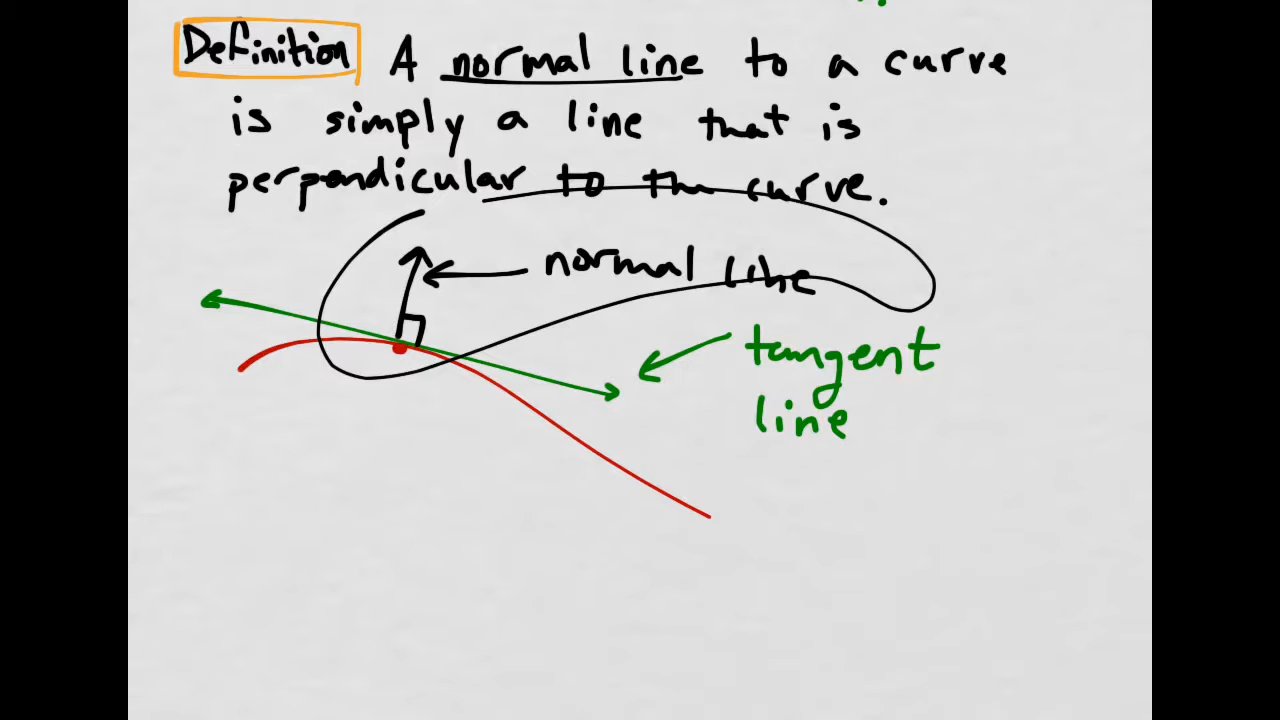 Definition A normal line to a curve
is simply a line that is
perpendicular to the curve.
normal line
tangent
line